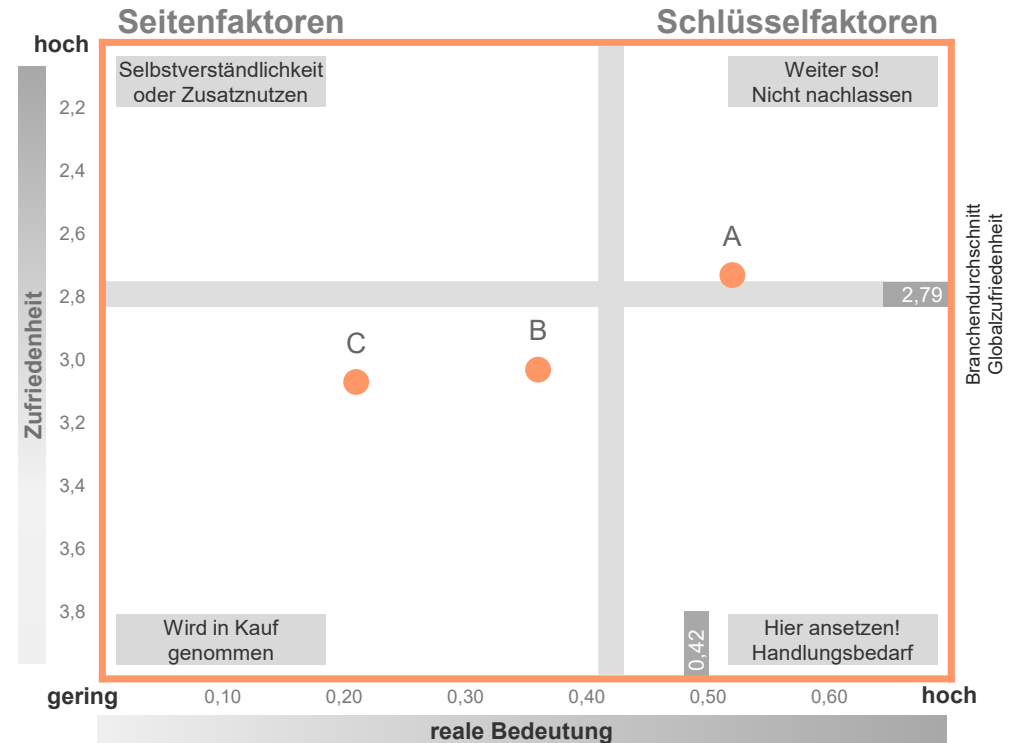 Seitenfaktoren
Schlüsselfaktoren
hoch
Selbstverständlichkeit
oder Zusatznutzen
Weiter so!
Nicht nachlassen
2,2
2,4
2,6
2,8
3,0
3,2
3,4
3,6
3,8
Zufriedenheit
A
B
C
2,79
Branchendurchschnitt
Globalzufriedenheit
Wird in Kauf
genommen
0,42
Hier ansetzen!
Handlungsbedarf
gering
0,10
0,20
0,30
0,40
0,50
0,60
hoch
reale Bedeutung